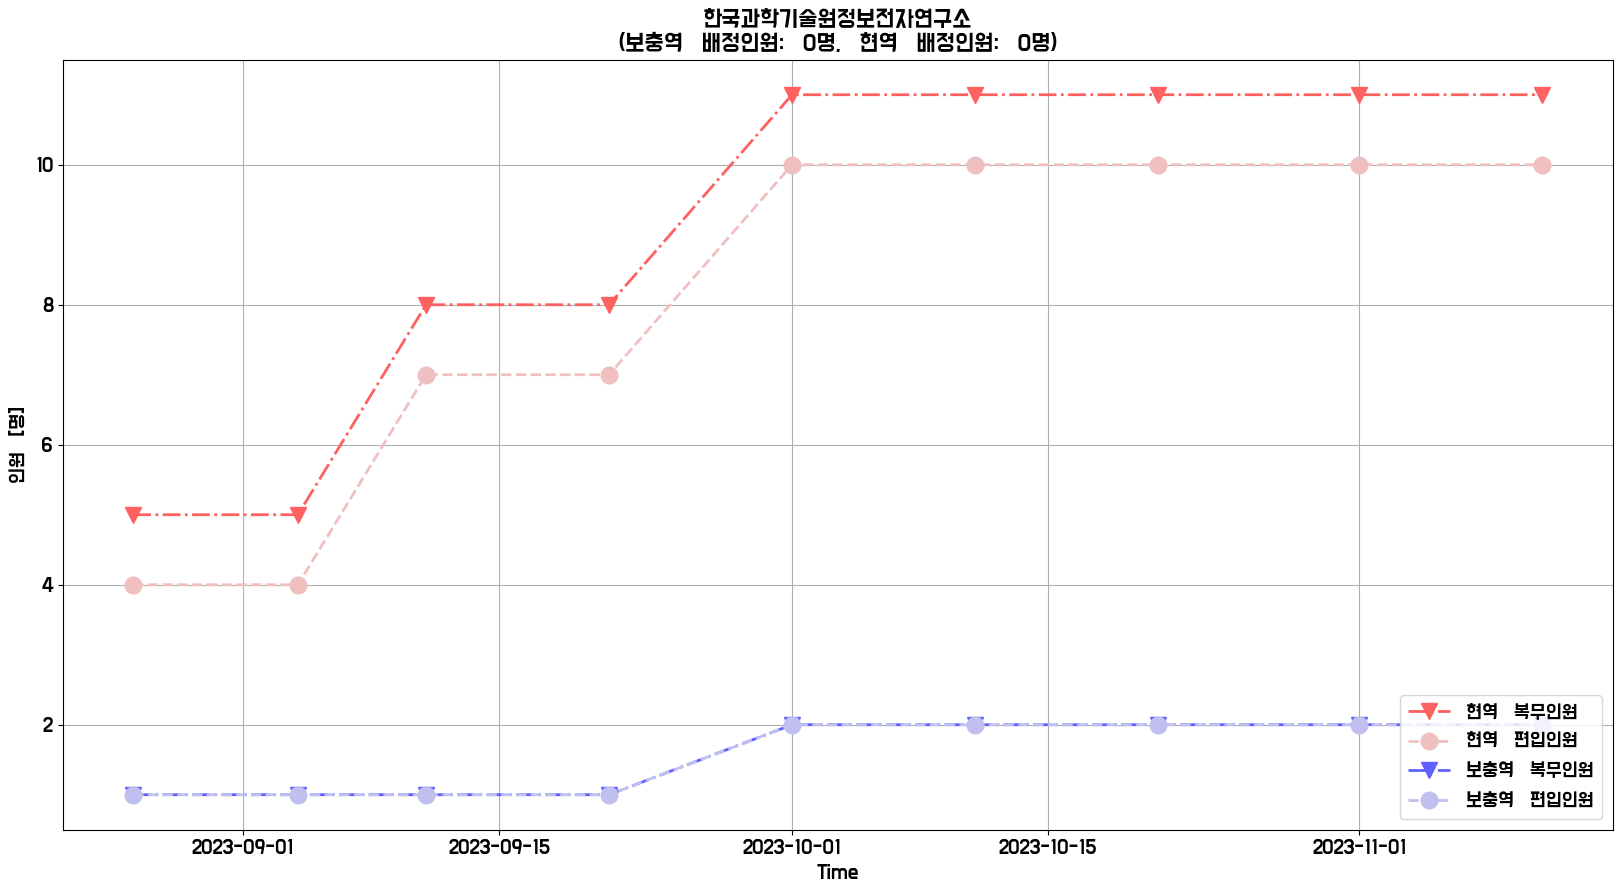 한국과학기술원정보전자연구소
(보충역 배정인원: 0명, 현역 배정인원: 0명)
인원 [명]
10
8
6
4
2
현역 복무인원
현역 편입인원
보충역 복무인원
보충역 편입인원
2023-09-01 2023-09-15 2023-10-01 2023-10-15 2023-11-01
Time